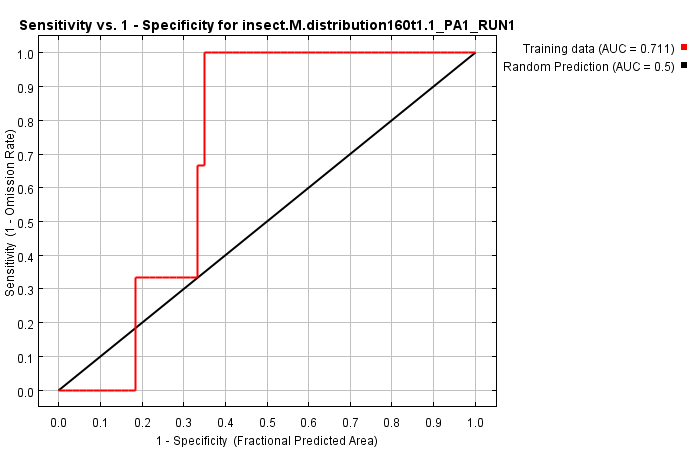 Sensitivity vs. 1 - Specificity for insect.M.distribution160t1.1_PA1_RUN1
Training data (AUC = 0.711)
Random Prediction (AUC = 0.5)
Sensitivity (1 - Omission Rate)
1.0
0.9
0.8
0.7
0.6
0.5
0.4
0.3
0.2
0.1
0.0
0.0 0.1 0.2 0.3 0.4 0.5 0.6 0.7 0.8 0.9 1.0
1 - Specificity (Fractional Predicted Area)